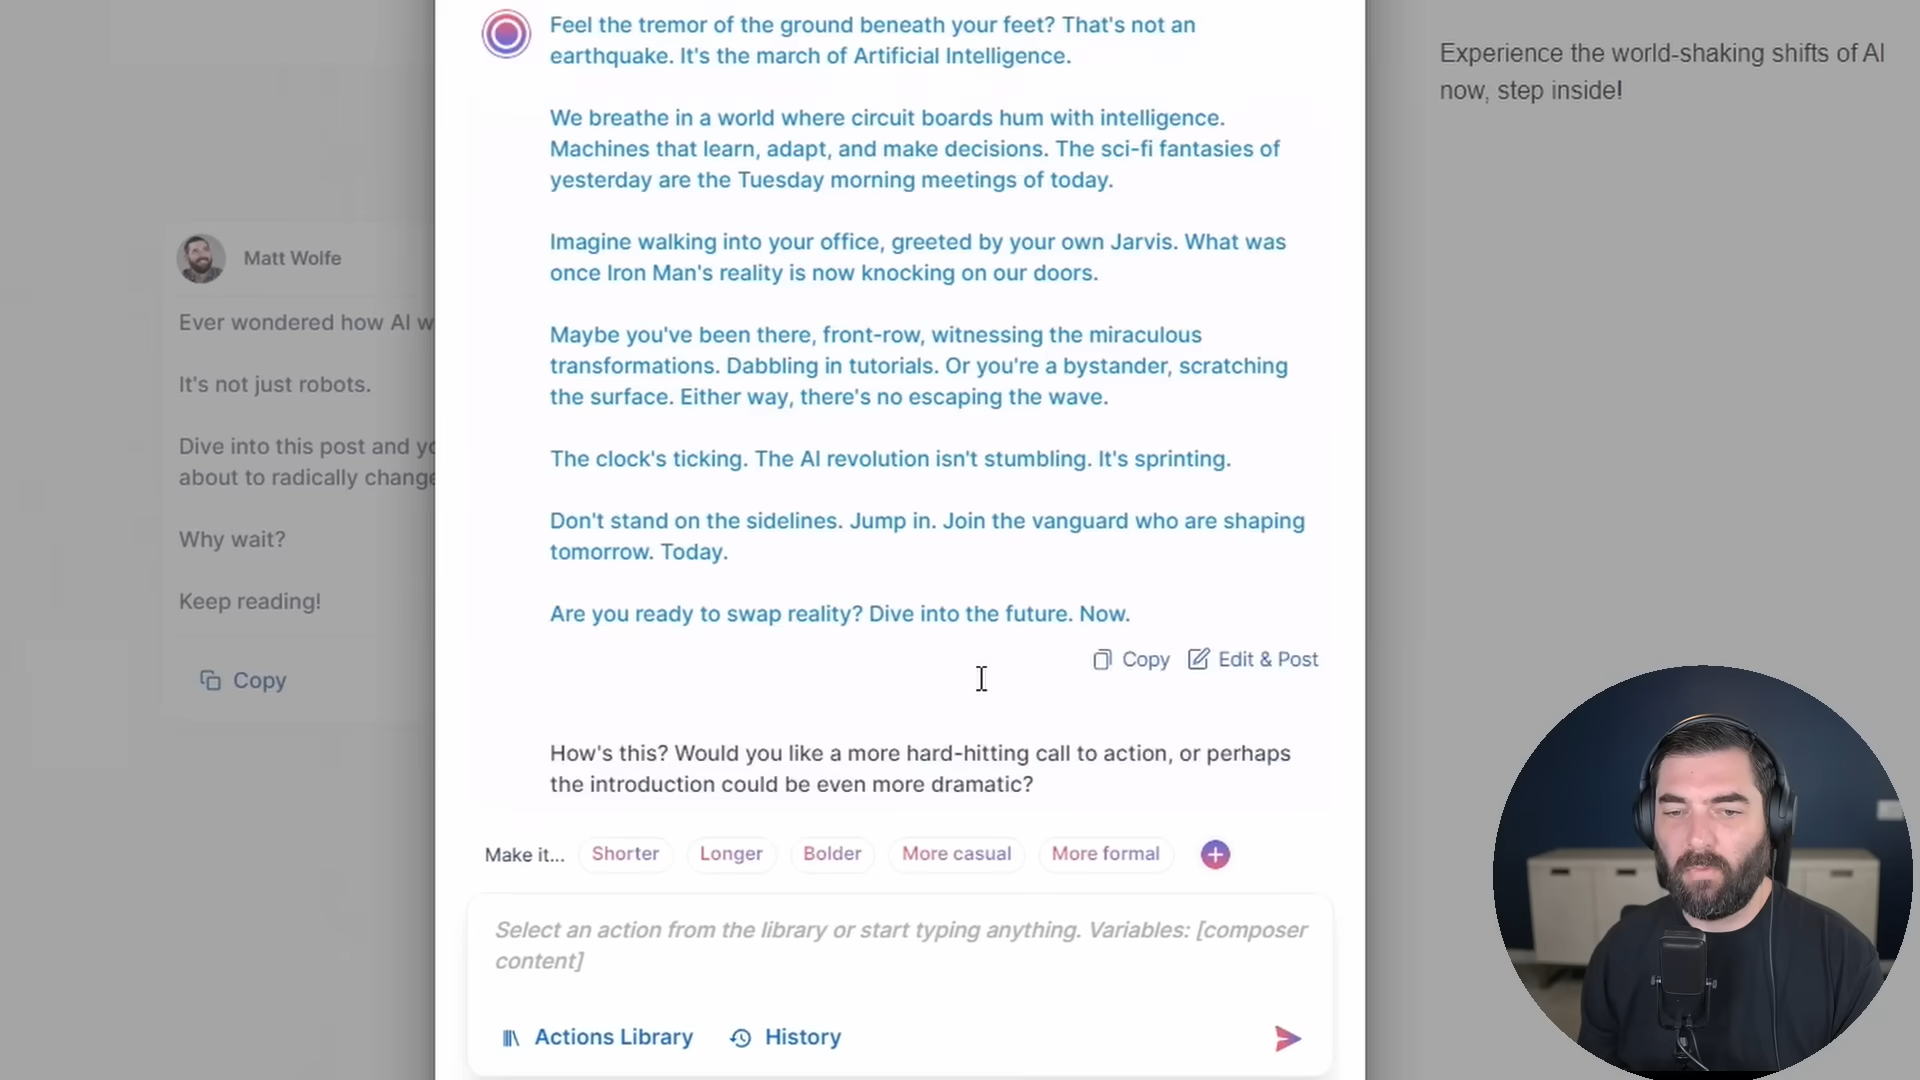 Feel the tremor of the ground beneath your feet? That's not an
earthquake. It's the march of Artificial Intelligence.
We breathe in a world where circuit boards hum with intelligence.
Machines that learn, adapt, and make decisions. The sci-fi fantasies of
yesterday are the Tuesday morning meetings of today.
Imagine walking into your office, greeted by your own Jarvis. What was
once Iron Man's reality is now knocking on our doors.
Maybe you've been there, front-row, witnessing the miraculous
transformations. Dabbling in tutorials. Or you're a bystander, scratching
the surface. Either way, there's no escaping the wave.
The clock's ticking. The AI revolution isn't stumbling. It's sprinting.
Don't stand on the sidelines. Jump in. Join the vanguard who are shaping
tomorrow. Today.
Are you ready to swap reality? Dive into the future. Now.
Copy Edit & Post
How's this? Would you like a more hard-hitting call to action, or perhaps
the introduction could be even more dramatic?
Make it... Shorter Longer Bolder More casual More formal
Select an action from the library or start typing anything. Variables: [composer
content]
Actions Library History
Matt Wolfe
Ever wondered how AI w
It's not just robots.
Dive into this post and yo
about to radically change
Why wait?
Keep reading!
Copy
Experience the world-shaking shifts of AI
now, step inside!